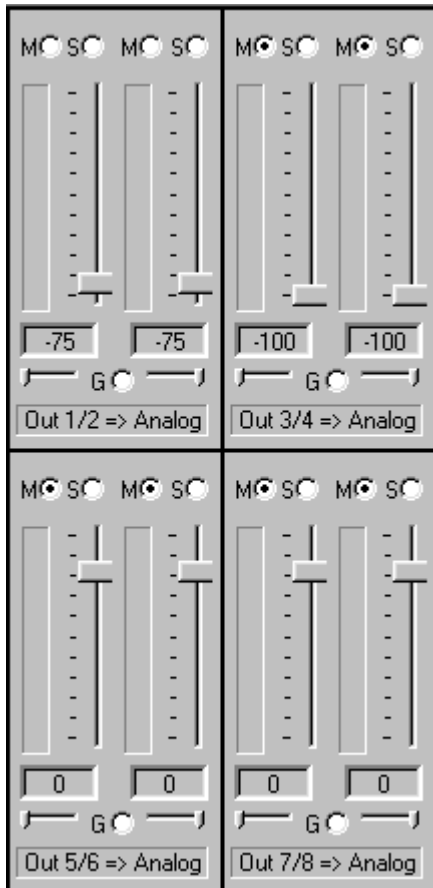 M S M S
M S M S
-75 -75
-100 -100
G
G
Out 1/2 => Analog
Out 3/4 => Analog
M S M S
M S M S
0 0
0 0
G
G
Out 5/6 => Analog
Out 7/8 => Analog